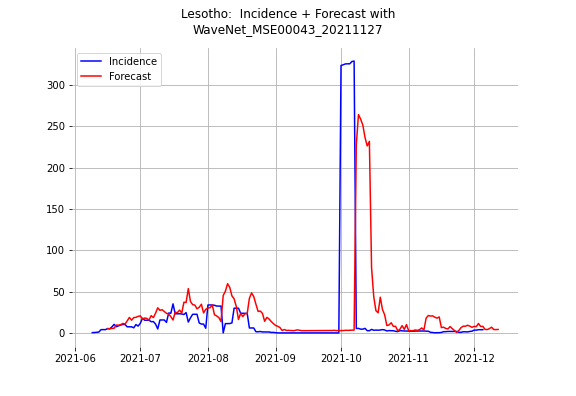 Lesotho:  Incidence + Forecast with
WaveNet_MSE00043_20211127
Incidence
Forecast
300
250
200
150
100
50
0
2021-06 2021-07 2021-08 2021-09 2021-10 2021-11 2021-12